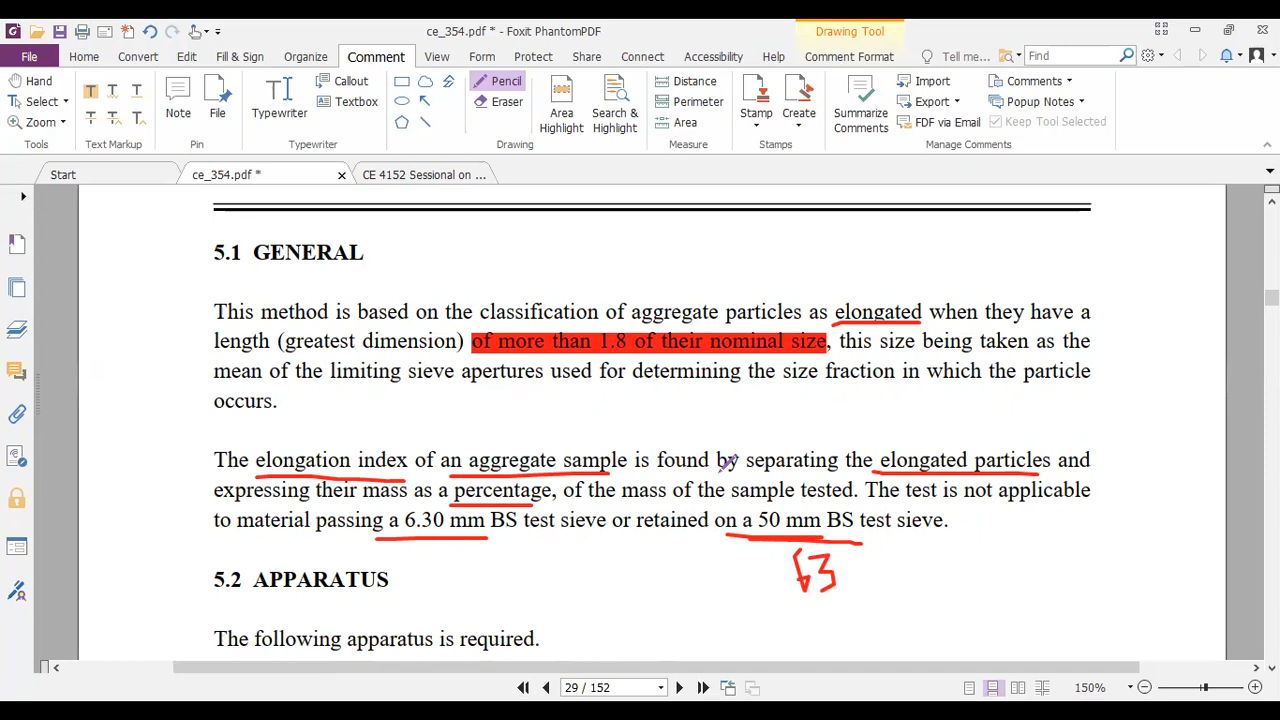 ce_354.pdf * - Foxit PhantomPDF
Drawing Tool
File Home Convert Edit Fill & Sign Organize Comment View Form Protect Share Connect Accessibility Help Comment Format Tell me... Find
Hand
Select
Zoom
Tools
T T T
T T T
Text Markup
Note
File
Pin
Typewriter
Callout
Textbox
Typewriter
Pencil
Eraser
Area Highlight
Search & Highlight
Drawing
Distance
Perimeter
Area
Measure
Stamp
Create
Stamps
Summarize Comments
Import
Export
FDF via Email
Comments
Popup Notes
Keep Tool Selected
Manage Comments
Start ce_354.pdf * CE 4152 Sessional on ...
5.1 GENERAL
This method is based on the classification of aggregate particles as elongated when they have a
length (greatest dimension) of more than 1.8 of their nominal size, this size being taken as the
mean of the limiting sieve apertures used for determining the size fraction in which the particle
occurs.
The elongation index of an aggregate sample is found by separating the elongated particles and
expressing their mass as a percentage, of the mass of the sample tested. The test is not applicable
to material passing a 6.30 mm BS test sieve or retained on a 50 mm BS test sieve.
5.2 APPARATUS
The following apparatus is required.
29 / 152
150%